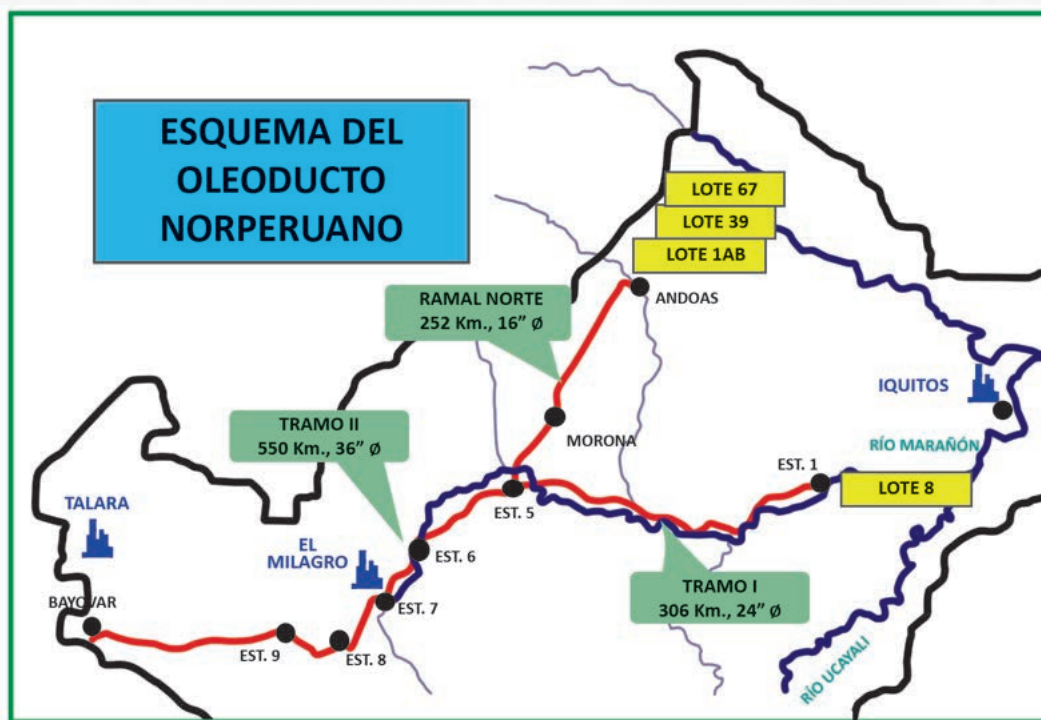 ESQUEMA DEL
OLEODUCTO
NORPERUANO
LOTE 67
LOTE 39
LOTE 1AB
ANDOAS
RAMAL NORTE
252 Km., 16” Ø
IQUITOS
MORONA
TRAMO II
550 Km., 36” Ø
RÍO MARAÑÓN
EST. 1
LOTE 8
TALARA
EST. 5
EL
MILAGRO
EST. 6
TRAMO I
306 Km., 24” Ø
BAYOVAR
EST. 7
EST. 9
EST. 8
RÍO UCAYALI